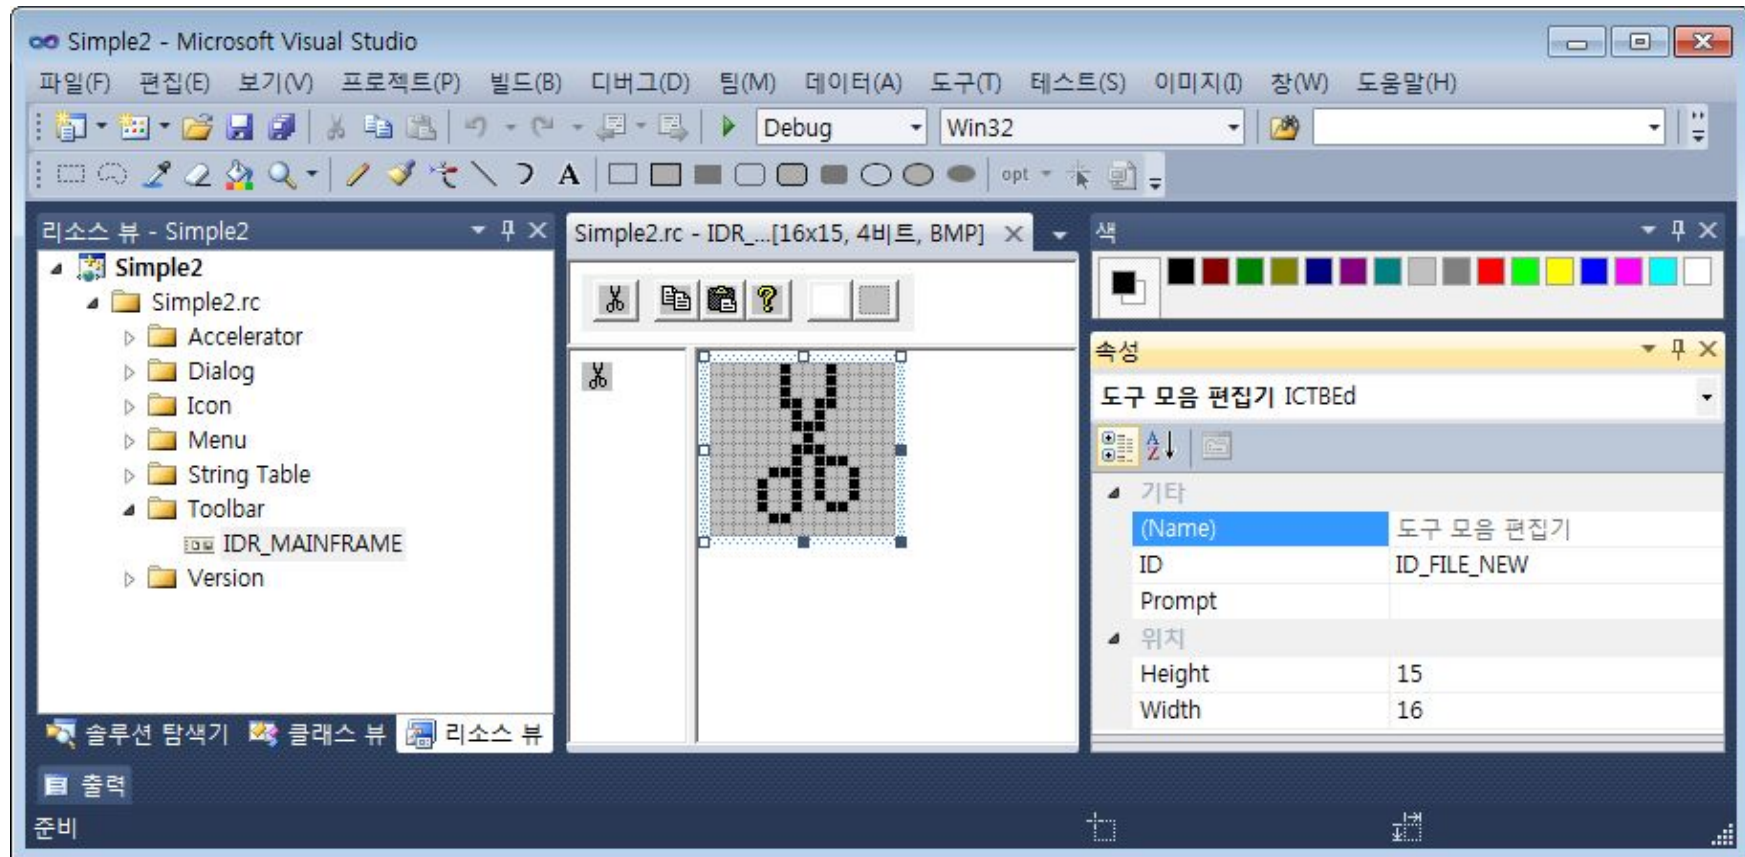 Simple2 - Microsoft Visual Studio
파일(F) 편집(E) 보기(V) 프로젝트(P) 빌드(B) 디버그(D) 팀(M) 데이터(A) 도구(T) 테스트(S) 이미지(I) 창(W) 도움말(H)
Debug Win32
A opt
리소스 뷰 - Simple2
Simple2
Simple2.rc
Accelerator
Dialog
Icon
Menu
String Table
Toolbar
IDR_MAINFRAME
Version
솔루션 탐색기 클래스 뷰 리소스 뷰
Simple2.rc - IDR_...[16x15, 4비트, BMP]
색
속성
도구 모음 편집기 ICTBEd
기타
(Name) 도구 모음 편집기
ID ID_FILE_NEW
Prompt
위치
Height 15
Width 16
출력
준비